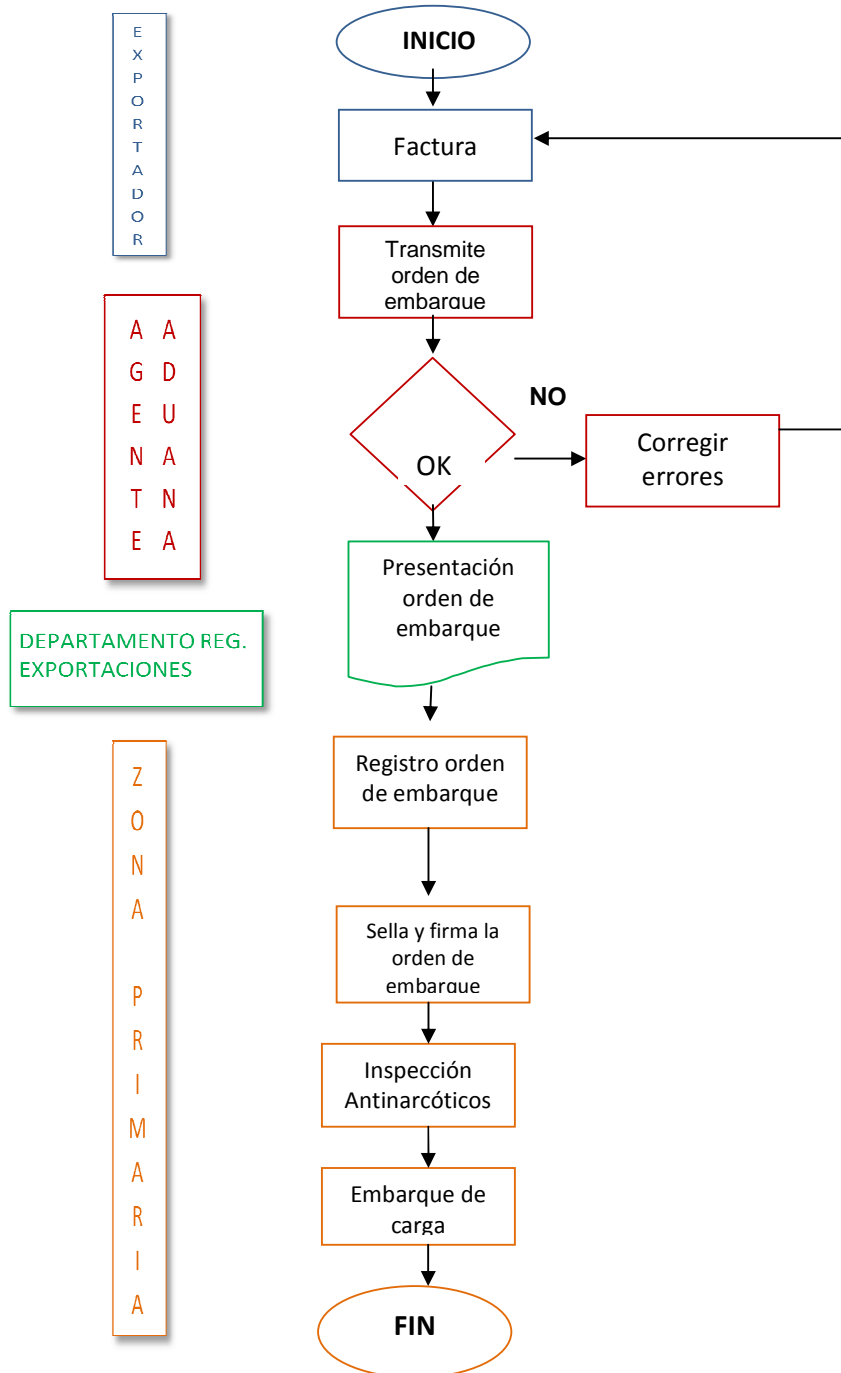 EXPORTADOR
INICIO
Factura
Transmite
orden de
embarque
AGENTE
ADUANA
NO
OK
Corregir
errores
Presentación
orden de
embarque
DEPARTAMENTO REG.
EXPORTACIONES
ZONA PRIMARIA
Registro orden
de embarque
Sella y firma la
orden de
embarque
Inspección
Antinarcóticos
Embarque de
carga
FIN